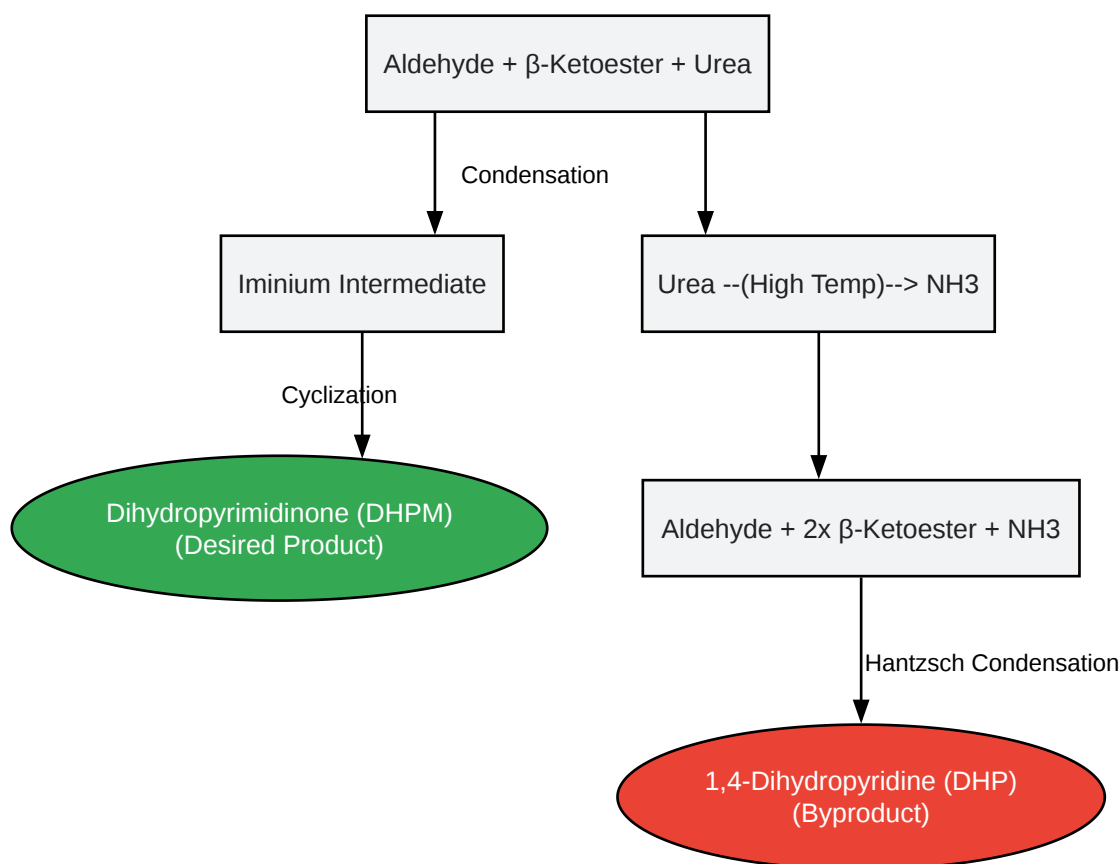 Aldehyde + β-Ketoester + Urea
Condensation
Iminium Intermediate
Urea --(High Temp)--> NH3
Cyclization
Dihydropyrimidinone (DHPM)
(Desired Product)
Aldehyde + 2x β-Ketoester + NH3
Hantzsch Condensation
1,4-Dihydropyridine (DHP)
(Byproduct)